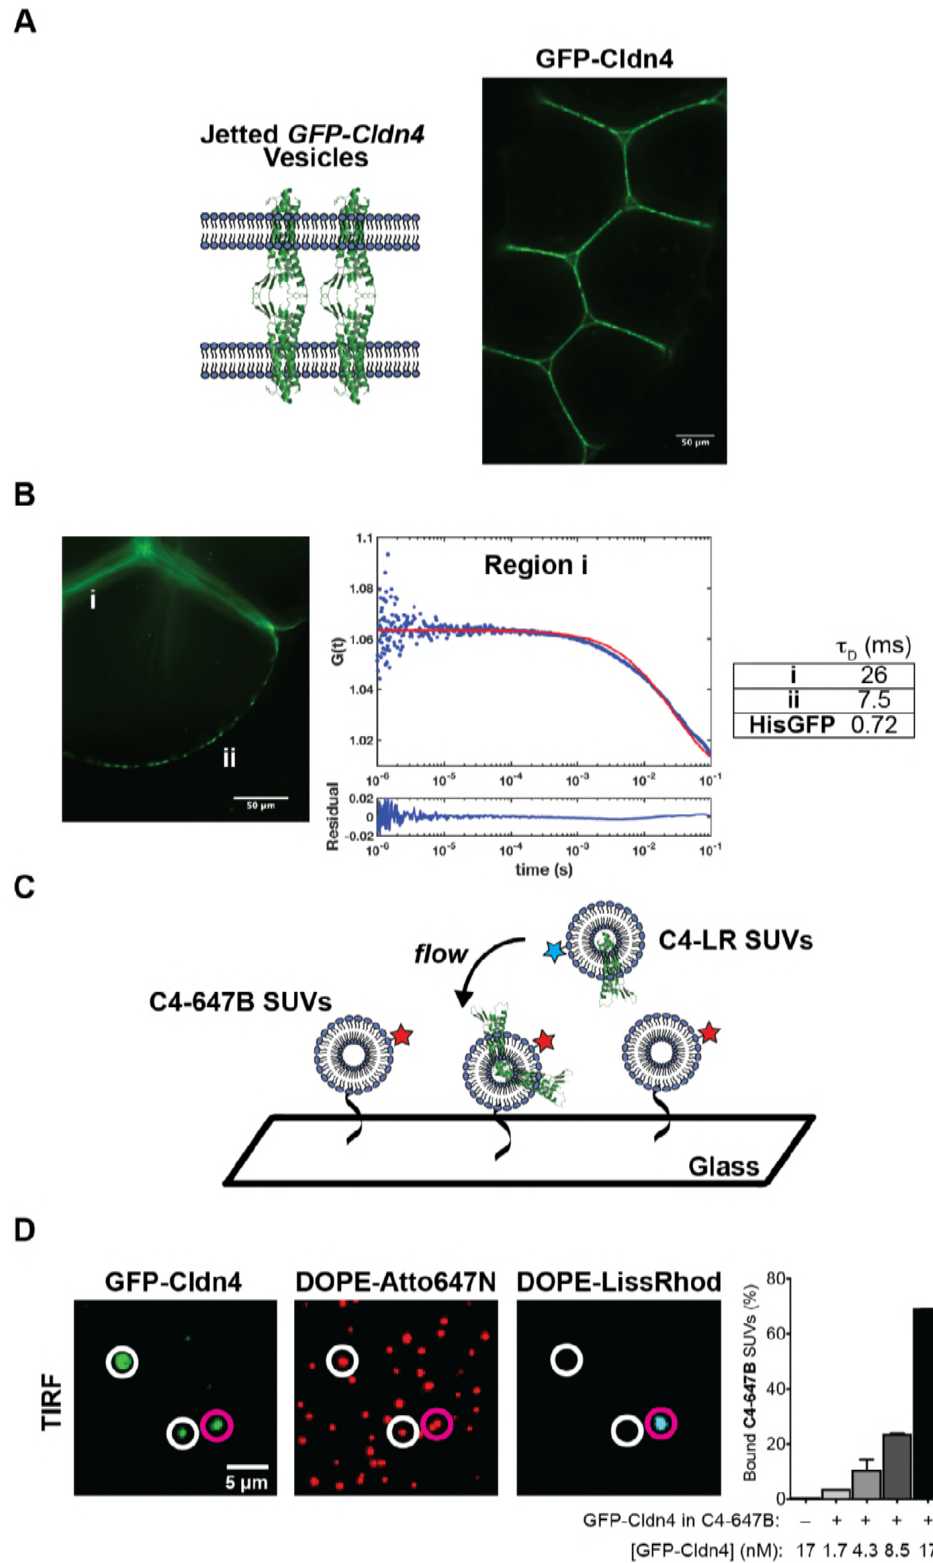 A
GFP-Cldn4
Jetted GFP-Cldn4
Vesicles
50 µm
B
i
ii
50 µm
1.1
1.08
1.06
1.04
1.02
G(t)
Region i
10⁻⁶ 10⁻⁵ 10⁻⁴ 10⁻³ 10⁻² 10⁻¹
0.02
0
-0.02
Residual
10⁻⁶ 10⁻⁵ 10⁻⁴ 10⁻³ 10⁻² 10⁻¹
time (s)
τD (ms)
i 26
ii 7.5
HisGFP 0.72
C
flow
C4-LR SUVs
C4-647B SUVs
Glass
D
GFP-Cldn4 DOPE-Atto647N DOPE-LissRhod
TIRF
5 µm
80
60
40
20
0
Bound C4-647B SUVs (%)
GFP-Cldn4 in C4-647B: – + + + +
[GFP-Cldn4] (nM): 17 1.7 4.3 8.5 17